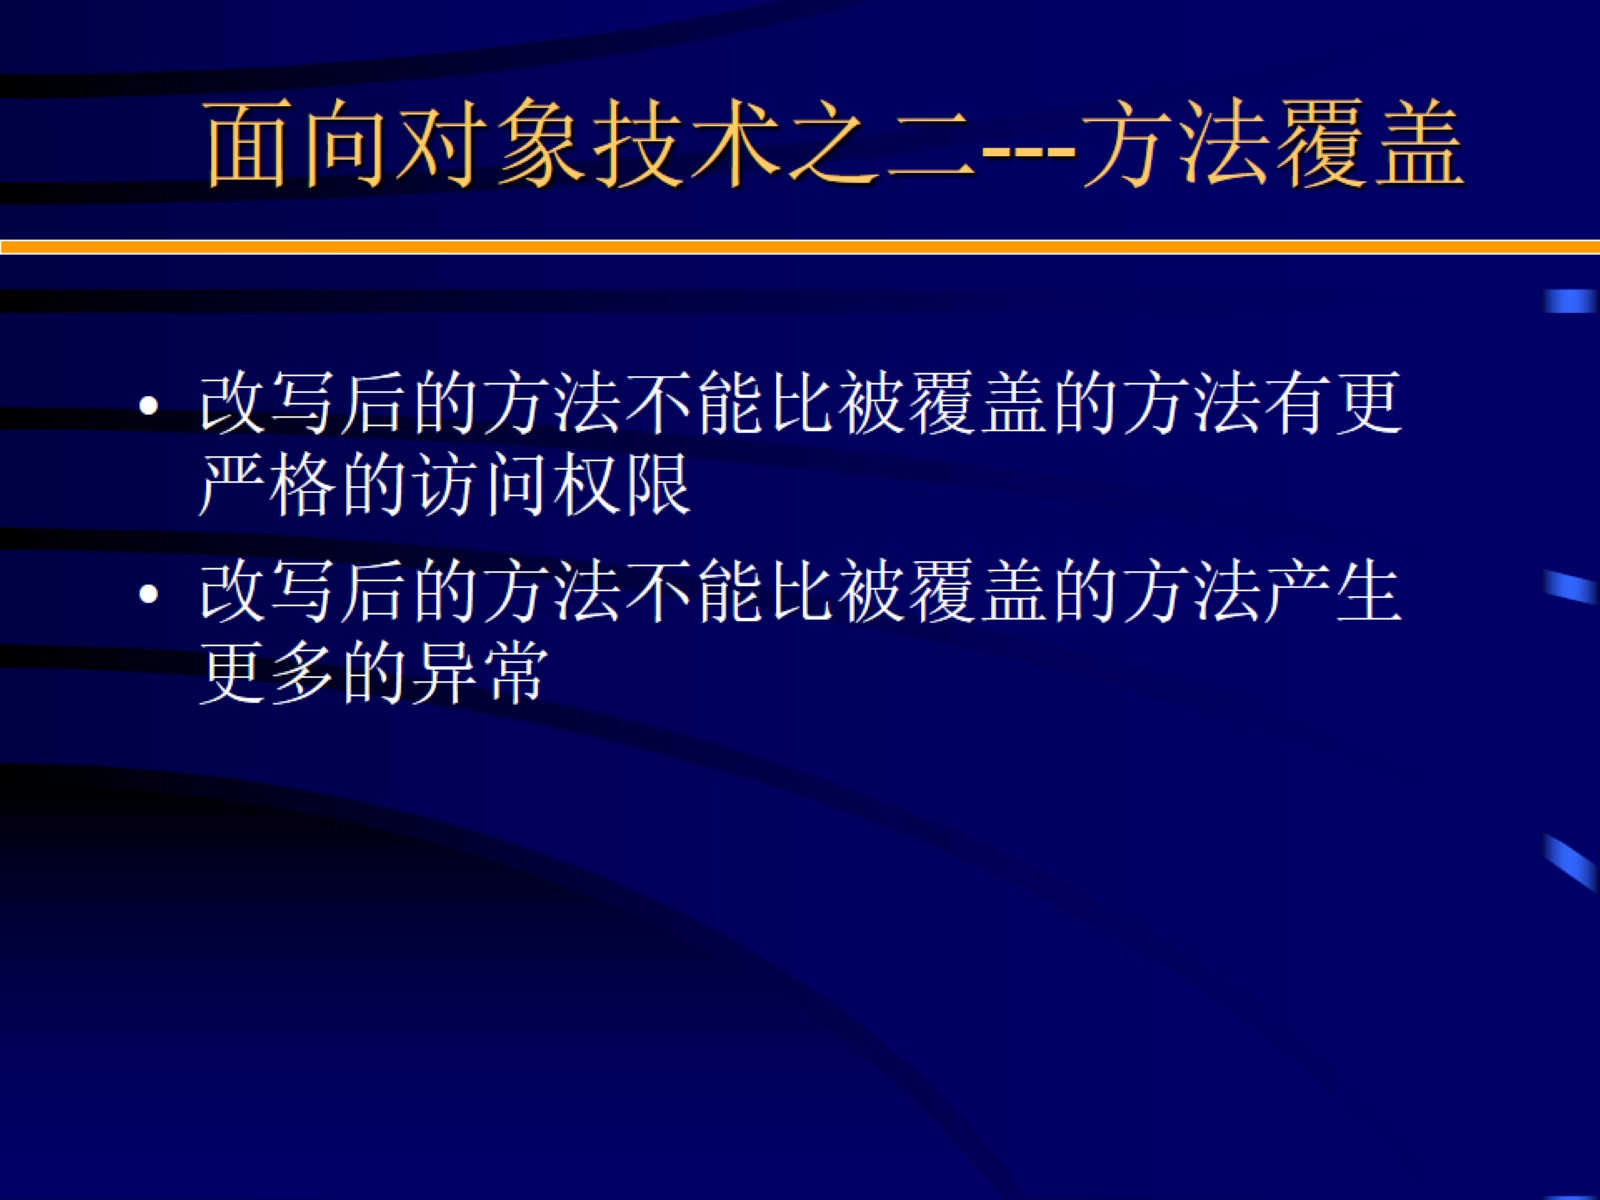 面向对象技术之二---方法覆盖
• 改写后的方法不能比被覆盖的方法有更
严格的访问权限
• 改写后的方法不能比被覆盖的方法产生
更多的异常